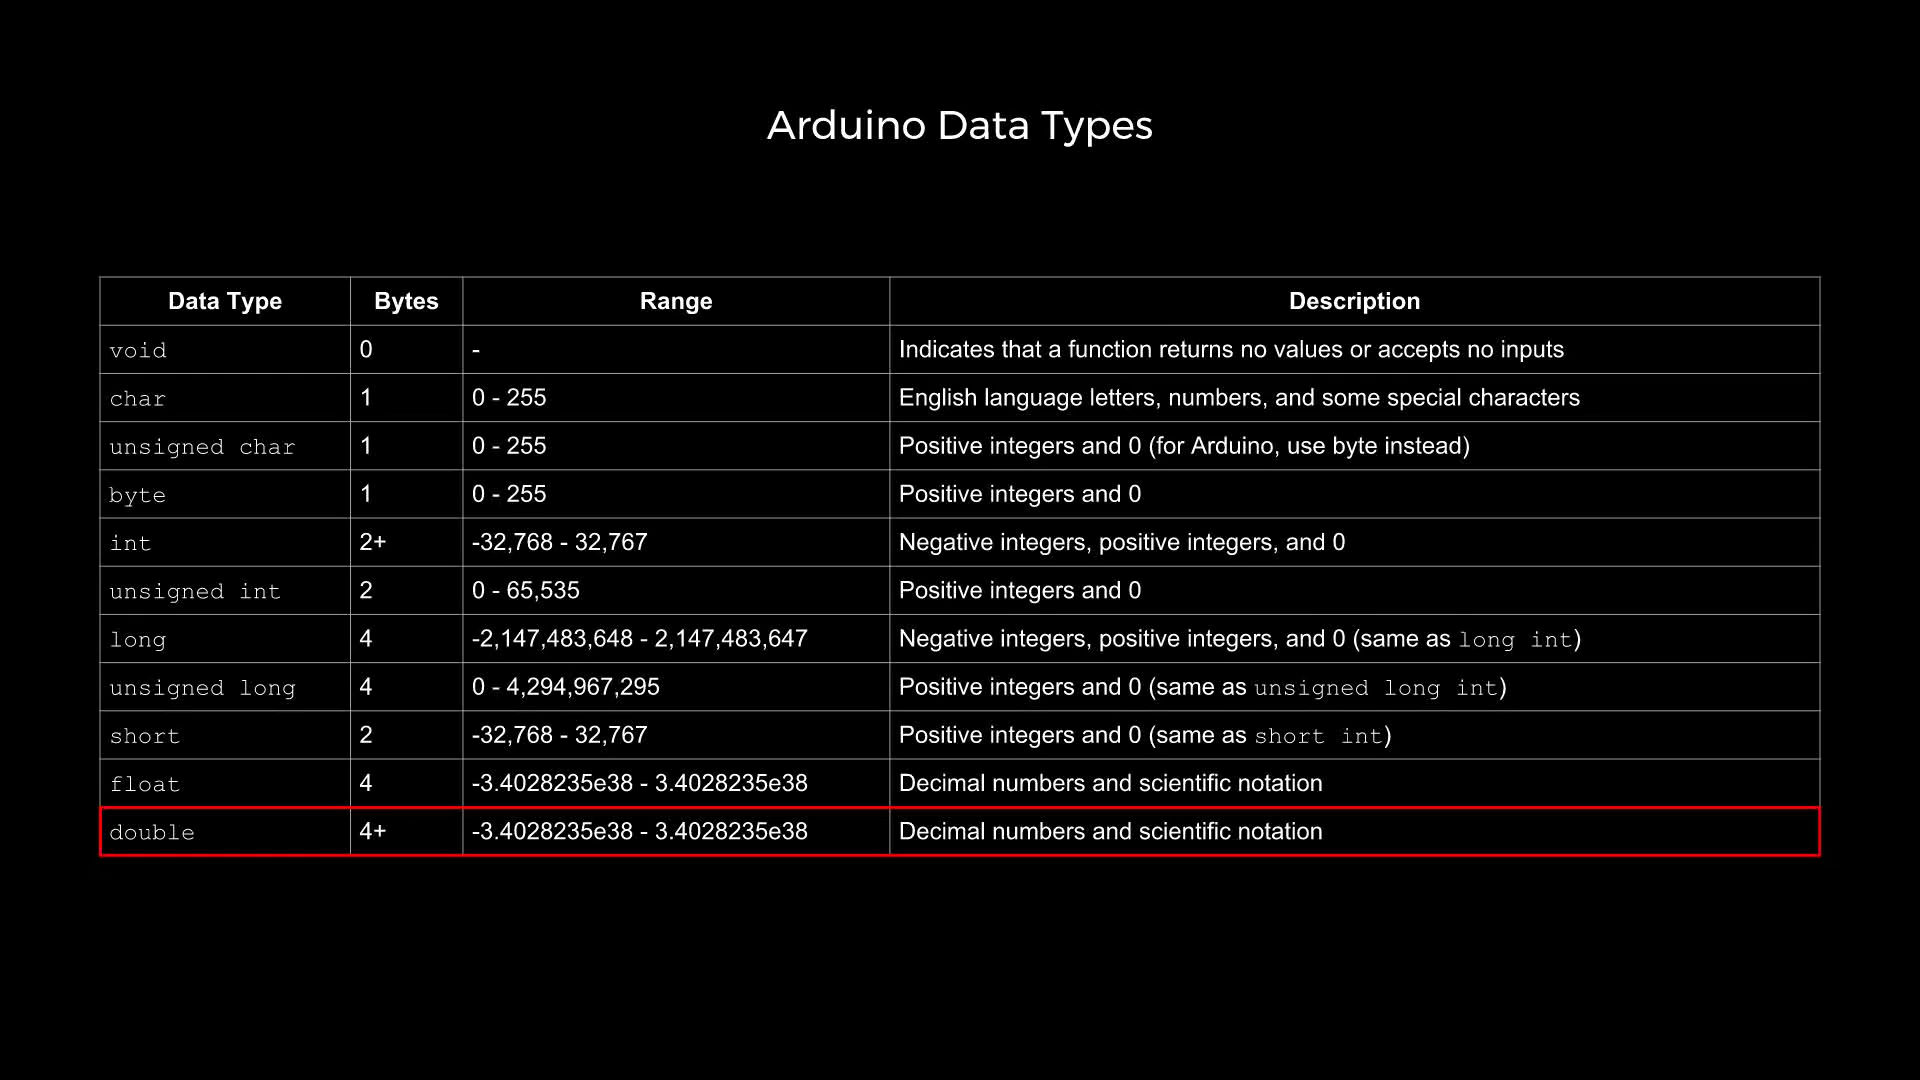 Arduino Data Types
Data Type Bytes Range Description
void 0 - Indicates that a function returns no values or accepts no inputs
char 1 0 - 255 English language letters, numbers, and some special characters
unsigned char 1 0 - 255 Positive integers and 0 (for Arduino, use byte instead)
byte 1 0 - 255 Positive integers and 0
int 2+ -32,768 - 32,767 Negative integers, positive integers, and 0
unsigned int 2 0 - 65,535 Positive integers and 0
long 4 -2,147,483,648 - 2,147,483,647 Negative integers, positive integers, and 0 (same as long int)
unsigned long 4 0 - 4,294,967,295 Positive integers and 0 (same as unsigned long int)
short 2 -32,768 - 32,767 Positive integers and 0 (same as short int)
float 4 -3.4028235e38 - 3.4028235e38 Decimal numbers and scientific notation
double 4+ -3.4028235e38 - 3.4028235e38 Decimal numbers and scientific notation